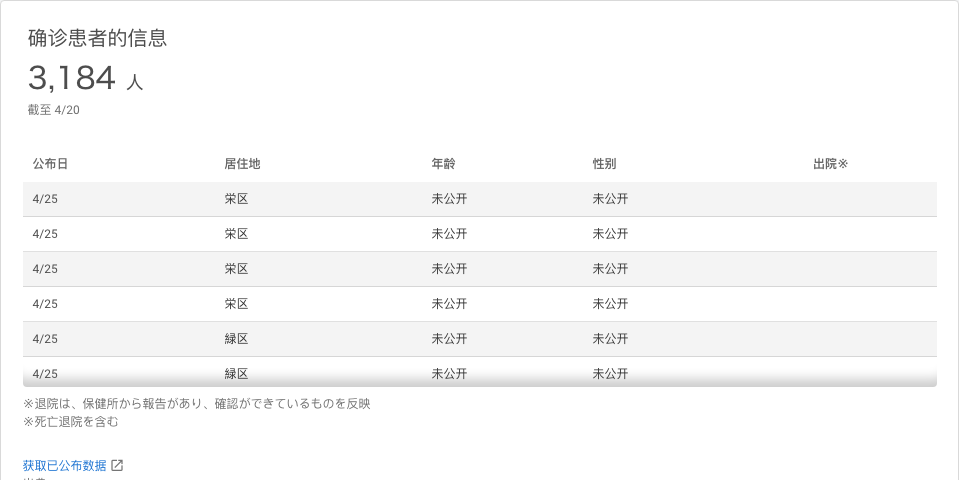 确诊患者的信息
3,184 人
截至 4/20
公布日 居住地 年龄 性别 出院※
4/25 栄区 未公开 未公开
4/25 栄区 未公开 未公开
4/25 栄区 未公开 未公开
4/25 栄区 未公开 未公开
4/25 緑区 未公开 未公开
4/25 緑区 未公开 未公开
※退院は、保健所から報告があり、確認ができているものを反映
※死亡退院を含む
获取已公布数据